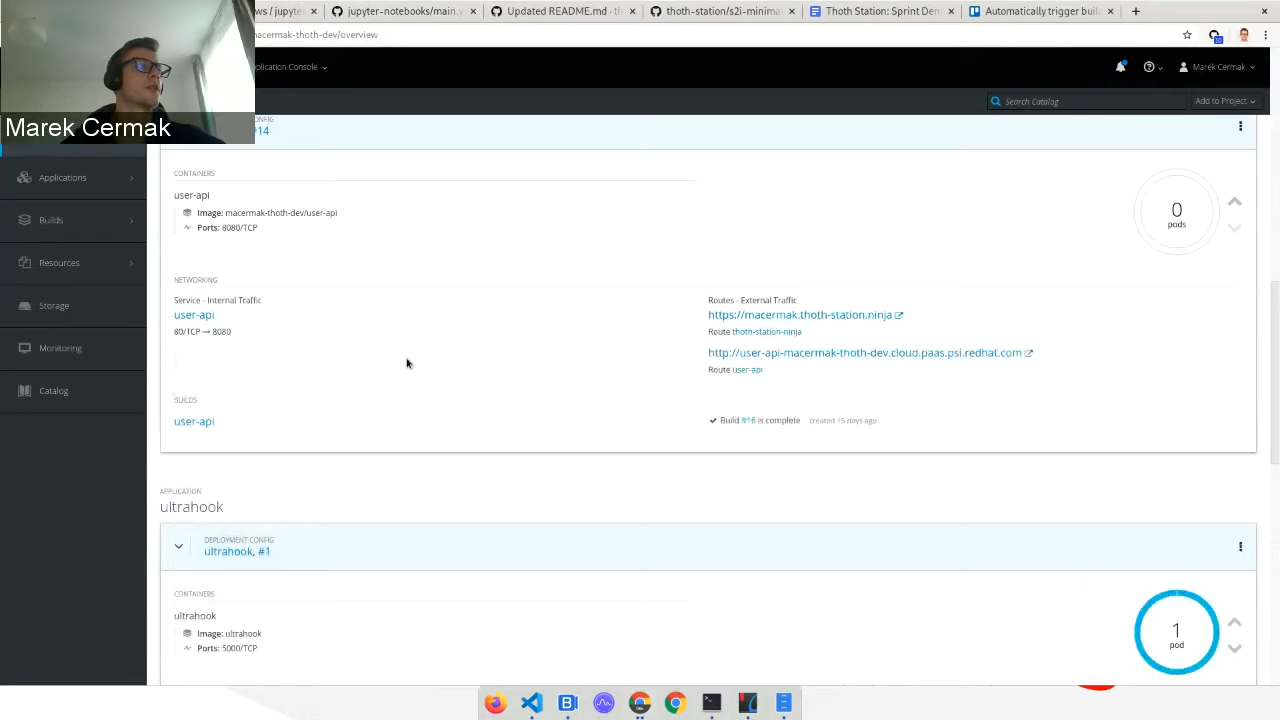 ws / jupyte
jupyter-notebooks/main.y
Updated README.md · th
thoth-station/s2i-minima
Thoth Station: Sprint Dem
Automatically trigger buil
acermak-thoth-dev/overview
pplication Console
Marek Cermak
Search Catalog
Add to Project
Marek Cermak
ONFIG
#14
Applications
Builds
Resources
Storage
Monitoring
Catalog
CONTAINERS
user-api
Image: macermak-thoth-dev/user-api
Ports: 8080/TCP
0
pods
NETWORKING
Service - Internal Traffic
user-api
80/TCP → 8080
Routes - External Traffic
https://macermak.thoth-station.ninja
Route thoth-station-ninja
http://user-api-macermak-thoth-dev.cloud.paas.psi.redhat.com
Route user-api
BUILDS
user-api
Build #16 is complete created 15 days ago
APPLICATION
ultrahook
DEPLOYMENT CONFIG
ultrahook, #1
CONTAINERS
ultrahook
Image: ultrahook
Ports: 5000/TCP
1
pod